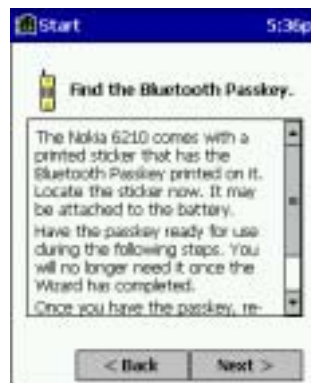 Start 5:36p
Find the Bluetooth Passkey.
The Nokia 6210 comes with a
printed sticker that has the
Bluetooth Passkey printed on it.
Locate the sticker now. It may
be attached to the battery.
Have the passkey ready for use
during the following steps. You
will no longer need it once the
Wizard has completed.
Once you have the passkey, re-
< Back Next >